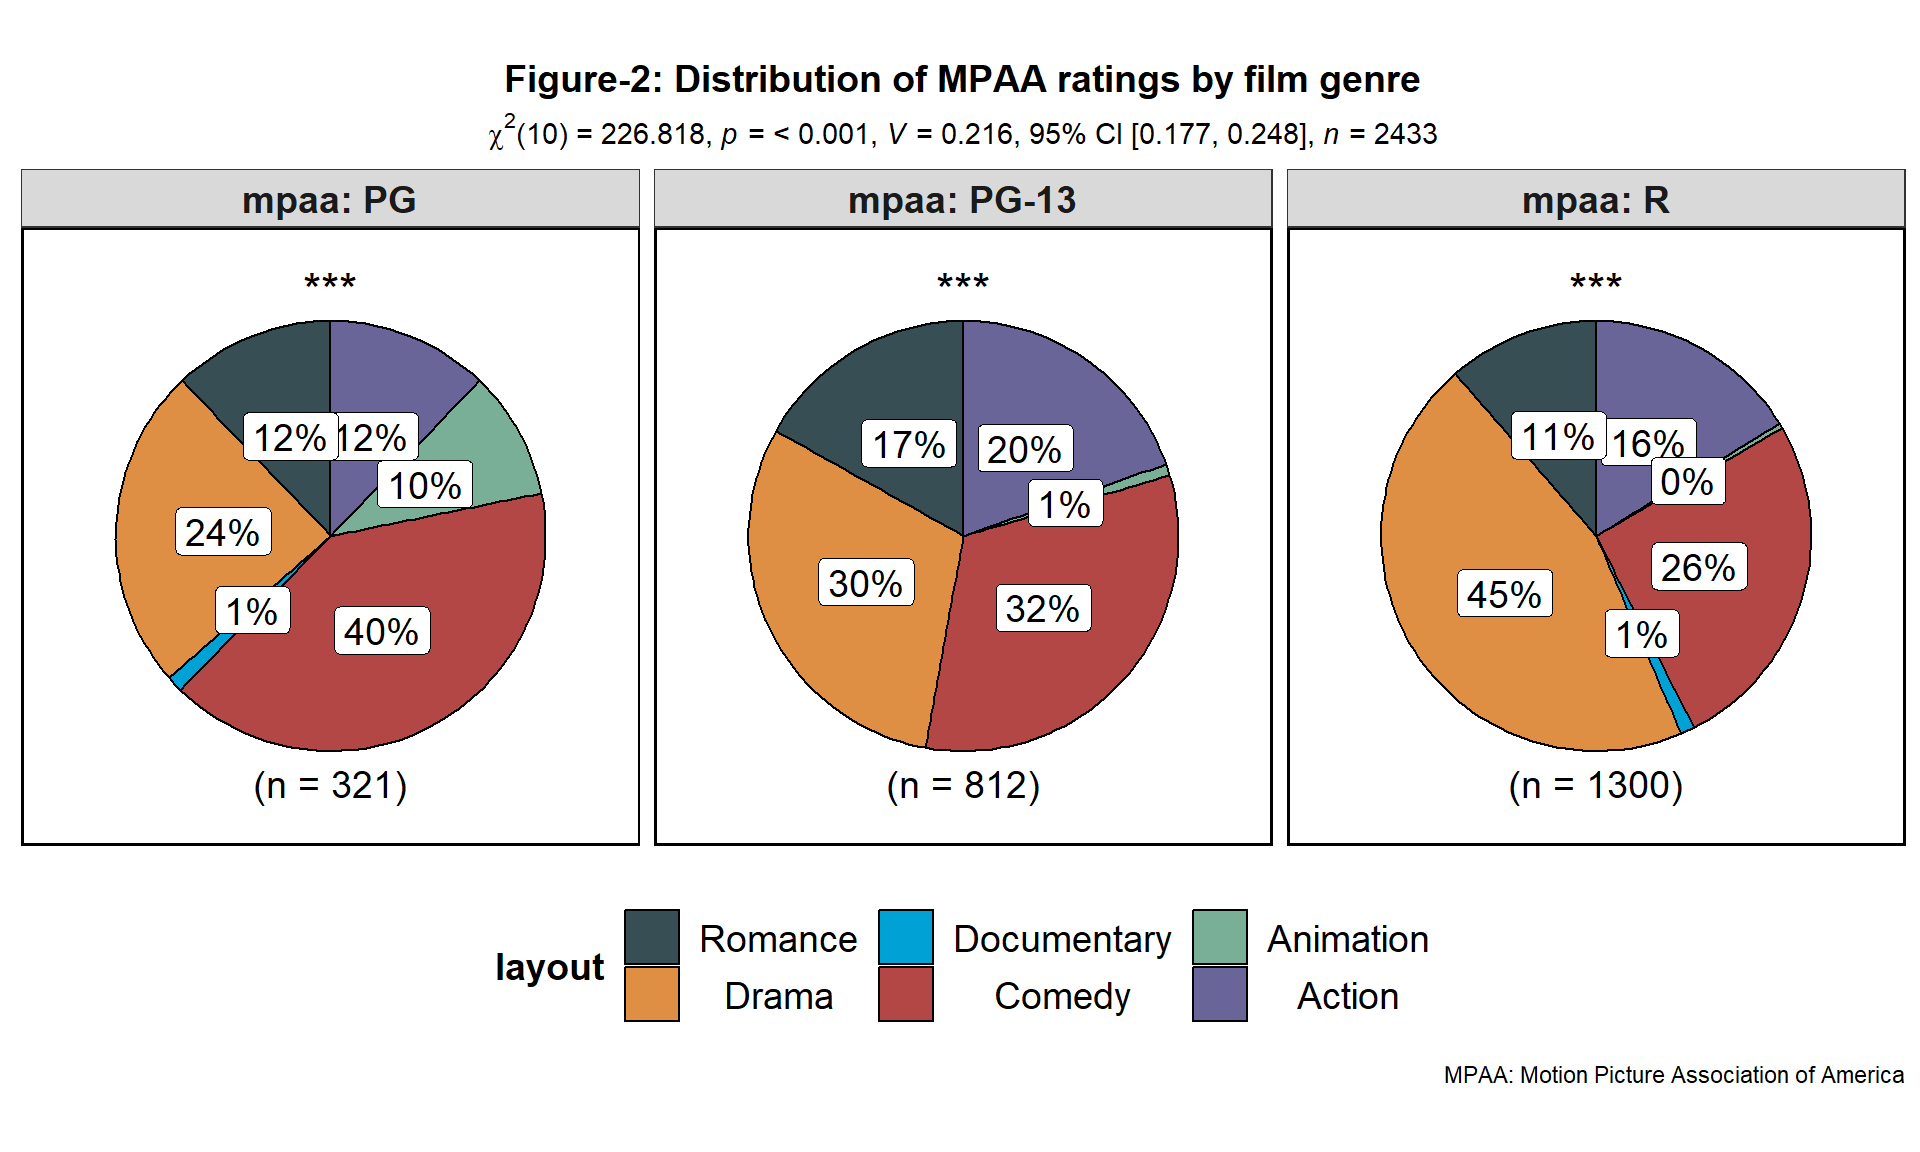 Figure-2: Distribution of MPAA ratings by film genre
χ2(10) = 226.818, p = < 0.001, V = 0.216, 95% CI [0.177, 0.248], n = 2433
mpaa: PG
***
12%
12%
10%
24%
1%
40%
(n = 321)
mpaa: PG-13
***
17%
20%
1%
30%
32%
(n = 812)
mpaa: R
***
11%
16%
0%
26%
45%
1%
(n = 1300)
layout
Romance
Documentary
Animation
Drama
Comedy
Action
MPAA: Motion Picture Association of America